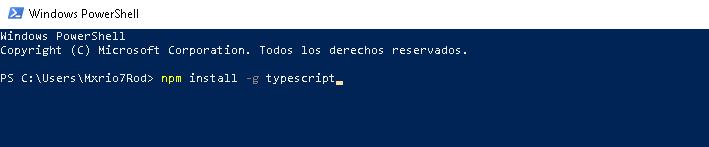 Windows PowerShell
Windows PowerShell
Copyright (C) Microsoft Corporation. Todos los derechos reservados.
PS C:\Users\Mxrio7Rod> npm install -g typescript